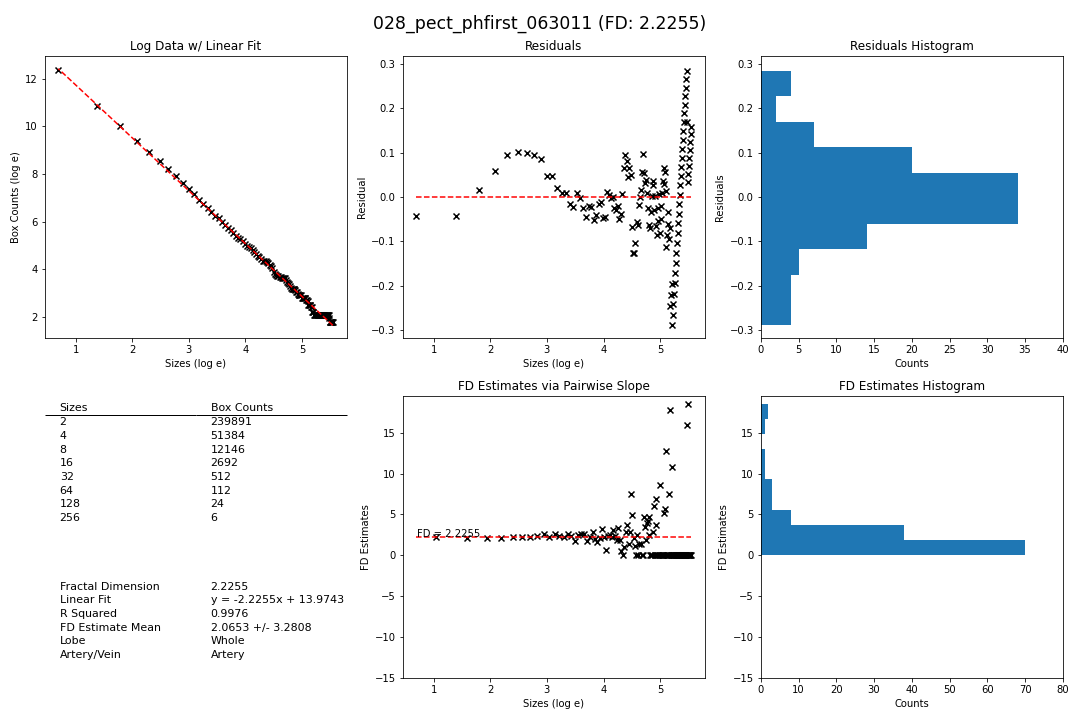 028_pect_phfirst_063011 (FD: 2.2255)
Log Data w/ Linear Fit
Box Counts (log e)
12
10
8
6
4
2
1 2 3 4 5
Sizes (log e)
Residuals
Residual
0.3
0.2
0.1
0.0
−0.1
−0.2
−0.3
1 2 3 4 5
Sizes (log e)
Residuals Histogram
Residuals
0.3
0.2
0.1
0.0
−0.1
−0.2
−0.3
0 5 10 15 20 25 30 35 40
Counts
Sizes Box Counts
2 239891
4 51384
8 12146
16 2692
32 512
64 112
128 24
256 6
Fractal Dimension 2.2255
Linear Fit y = -2.2255x + 13.9743
R Squared 0.9976
FD Estimate Mean 2.0653 +/- 3.2808
Lobe Whole
Artery/Vein Artery
FD Estimates via Pairwise Slope
FD Estimates
15
10
5
0
−5
−10
−15
FD = 2.2255
1 2 3 4 5
Sizes (log e)
FD Estimates Histogram
FD Estimates
15
10
5
0
−5
−10
−15
0 10 20 30 40 50 60 70 80
Counts